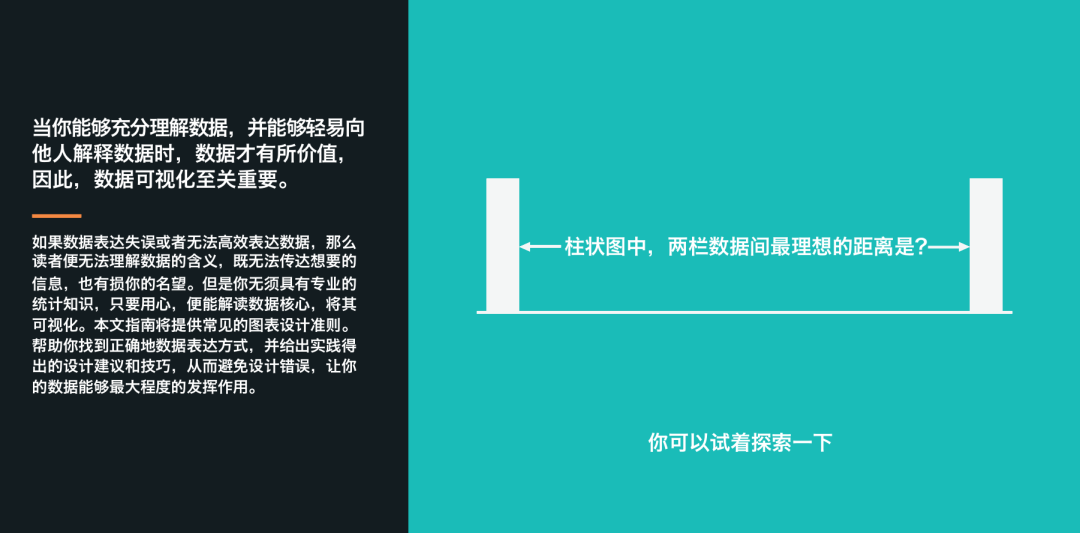 当你能够充分理解数据，并能够轻易向
他人解释数据时，数据才有所价值，
因此，数据可视化至关重要。
如果数据表达失误或者无法高效表达数据，那么
读者便无法理解数据的含义，既无法传达想要的
信息，也有损你的名望。但是你无须具有专业的
统计知识，只要用心，便能解读数据核心，将其
可视化。本文指南将提供常见的图表设计准则。
帮助你找到正确地数据表达方式，并给出实践得
出的设计建议和技巧，从而避免设计错误，让你
的数据能够最大程度的发挥作用。
柱状图中，两栏数据间最理想的距离是？
你可以试着探索一下